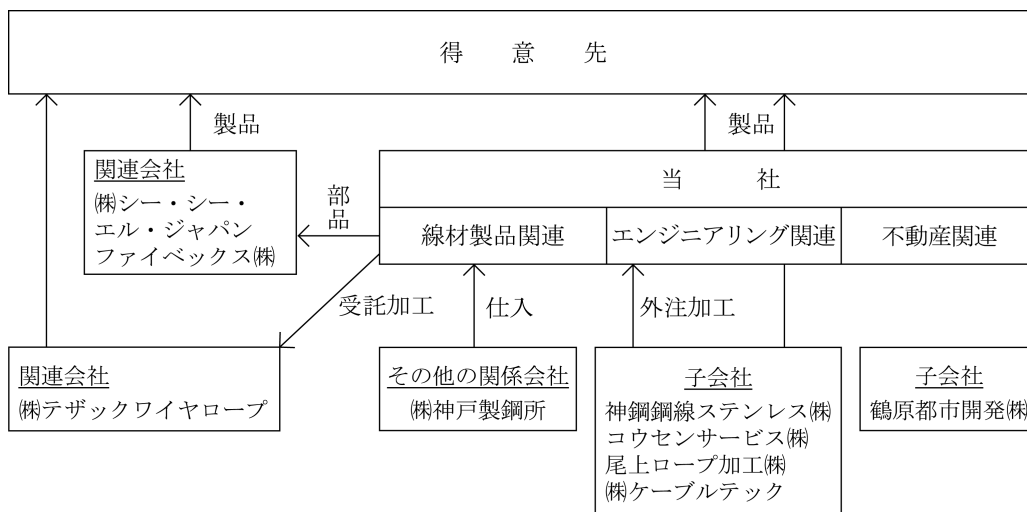 得意先
製品
製品
関連会社
㈱シー・シー・
エル・ジャパン
ファイベックス㈱
部品
当社
線材製品関連
エンジニアリング関連
不動産関連
受託加工
仕入
外注加工
関連会社
㈱テザックワイヤロープ
その他の関係会社
㈱神戸製鋼所
子会社
神鋼鋼線ステンレス㈱
コウセンサービス㈱
尾上ロープ加工㈱
㈱ケーブルテック
子会社
鶴原都市開発㈱